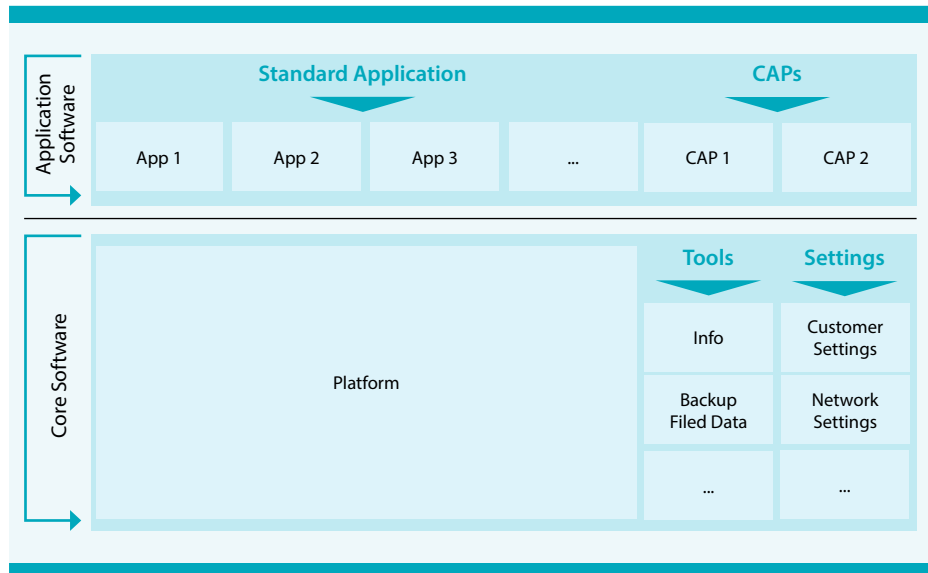 Application
Software
Standard Application
CAPs
App 1
App 2
App 3
...
CAP 1
CAP 2
Core Software
Platform
Tools
Settings
Info
Customer
Settings
Backup
Filed Data
Network
Settings
...
...